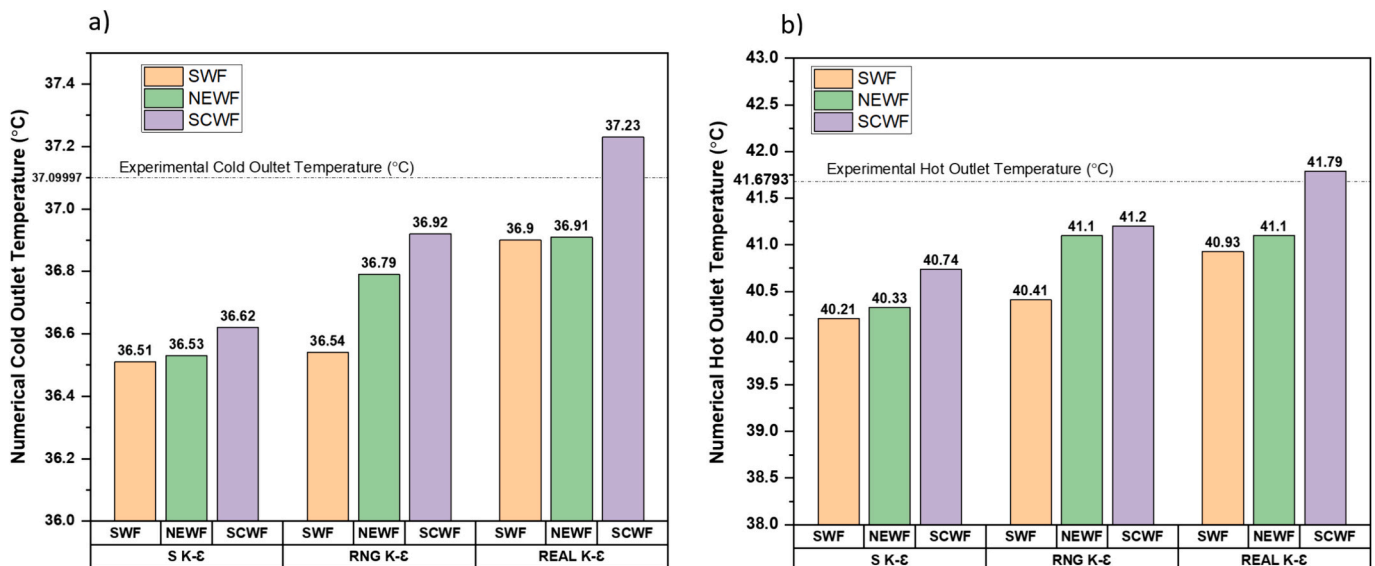 a)
Numerical Cold Outlet Temperature (°C)
37.4
37.2
37.09997
37.0
36.8
36.6
36.4
36.2
36.0
SWF
NEWF
SCWF
Experimental Cold Oultet Temperature (°C)
36.51
36.53
36.62
36.54
36.79
36.92
36.9
36.91
37.23
SWF NEWF SCWF SWF NEWF SCWF SWF NEWF SCWF
S K-ε RNG K-ε REAL K-ε
b)
Numerical Hot Outlet Temperature (°C)
43.0
42.5
42.0
41.6793
41.5
41.0
40.5
40.0
39.5
39.0
38.5
38.0
SWF
NEWF
SCWF
Experimental Hot Outlet Temperature (°C)
40.21
40.33
40.74
40.41
41.1
41.2
40.93
41.1
41.79
SWF NEWF SCWF SWF NEWF SCWF SWF NEWF SCWF
S K-ε RNG K-ε REAL K-ε